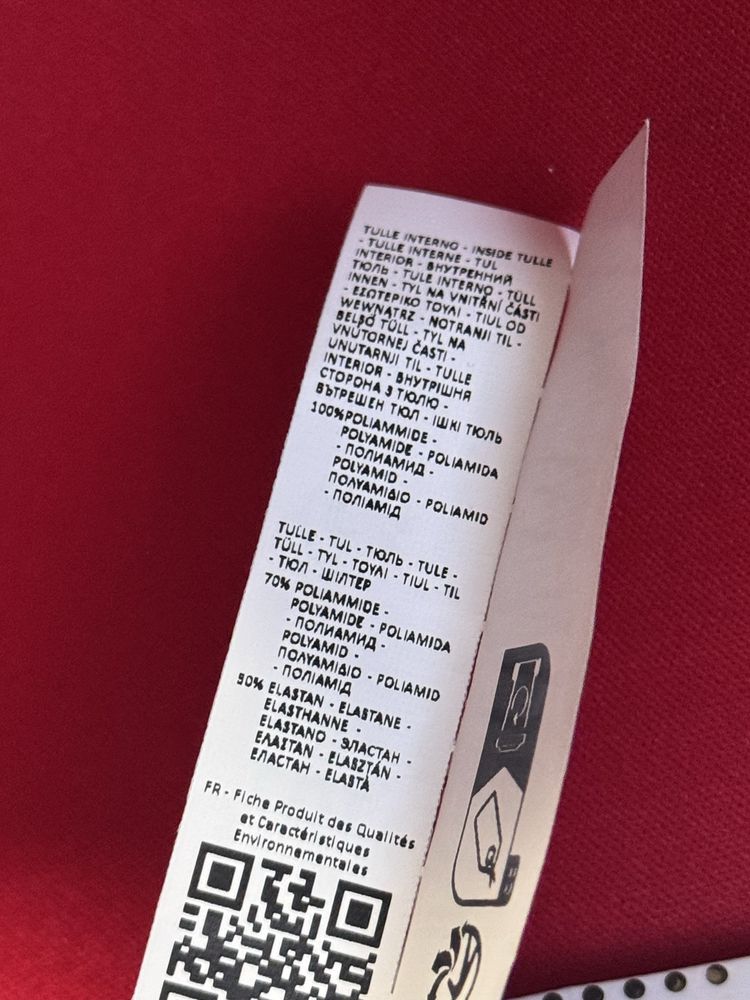 TULLE INTERNO - INSIDE TULLE
- TULLE INTERNE - TUL
INTERIOR - ВНУТРЕННИЙ
ТЮЛЬ - TULE INTERNO - TÜLL
INNEN - TYL NA VNITŘNÍ ČÁSTI
- ΕΣΩΤΕΡΙΚΟ ΤΟΥΛΙ - TIUL OD
WEWNĄTRZ - NOTRANJI TIL -
BELSŐ TÜLL - TYL NA
VNÚTORNEJ ČASTI -
UNUTARNJI TIL - TULLE
INTERIOR - ВНУТРІШНЯ
СТОРОНА З ТЮЛЮ -
ВЪТРЕШЕН ТЮЛ - ІШКІ ТЮЛЬ
100%POLIAMMIDE -
POLYAMIDE - POLIAMIDA
- ПОЛИАМИД -
POLYAMID -
ΠΟΛΥΑΜΙΔΙΟ - POLIAMID
- ПОЛІАМІД
TULLE - TUL - ТЮЛЬ - TULE -
TÜLL - TYL - ΤΟΥΛΙ - TIUL - TIL
- ТЮЛ - ШІЛТЕР
70% POLIAMMIDE -
POLYAMIDE - POLIAMIDA
- ПОЛИАМИД -
POLYAMID -
ΠΟΛΥΑΜΙΔΙΟ - POLIAMID
- ПОЛІАМІД
30% ELASTAN - ELASTANE -
ELASTHANNE -
ELASTANO - ЭЛАСТАН -
ΕΛΑΣΤΑΝ - ELASZTÁN -
ЕЛАСТАН - ELASTĀ
FR - Fiche Produit des Qualités
et Caractéristiques
Environnementales
FR